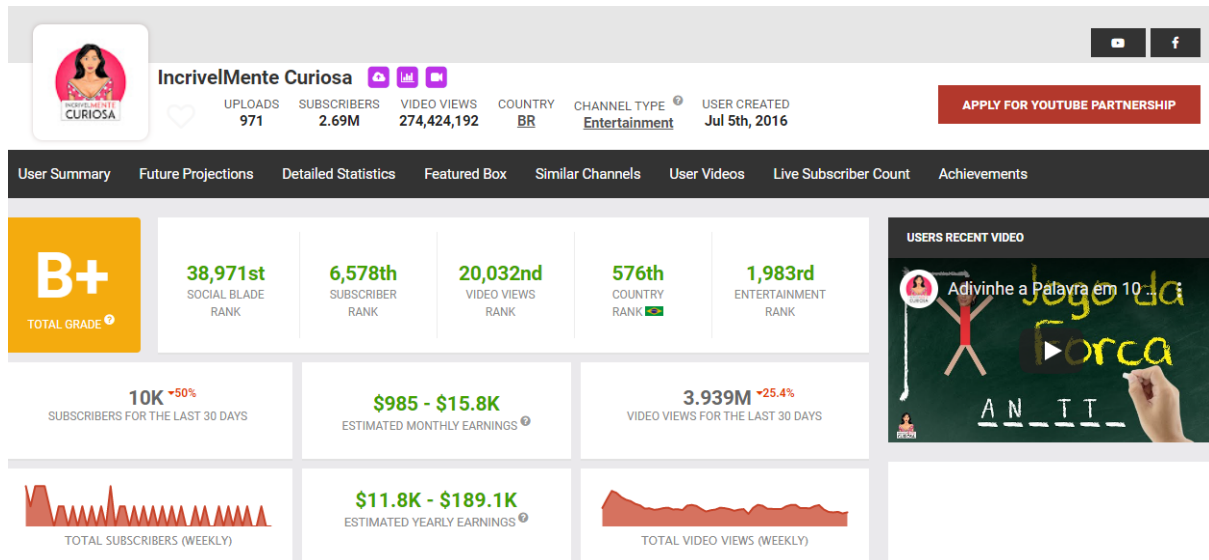 INCRIVELMENTE
CURIOSA
IncrivelMente Curiosa
UPLOADS
971
SUBSCRIBERS
2.69M
VIDEO VIEWS
274,424,192
COUNTRY
BR
CHANNEL TYPE ?
Entertainment
USER CREATED
Jul 5th, 2016
APPLY FOR YOUTUBE PARTNERSHIP
User Summary
Future Projections
Detailed Statistics
Featured Box
Similar Channels
User Videos
Live Subscriber Count
Achievements
B+
TOTAL GRADE ?
38,971st
SOCIAL BLADE
RANK
6,578th
SUBSCRIBER
RANK
20,032nd
VIDEO VIEWS
RANK
576th
COUNTRY
RANK
1,983rd
ENTERTAINMENT
RANK
USERS RECENT VIDEO
Adivinhe a Palavra em 10 ...
Jogo da
Forca
A N _ T T _
CURIOSA
10K -50%
SUBSCRIBERS FOR THE LAST 30 DAYS
$985 - $15.8K
ESTIMATED MONTHLY EARNINGS ?
3.939M -25.4%
VIDEO VIEWS FOR THE LAST 30 DAYS
TOTAL SUBSCRIBERS (WEEKLY)
$11.8K - $189.1K
ESTIMATED YEARLY EARNINGS ?
TOTAL VIDEO VIEWS (WEEKLY)